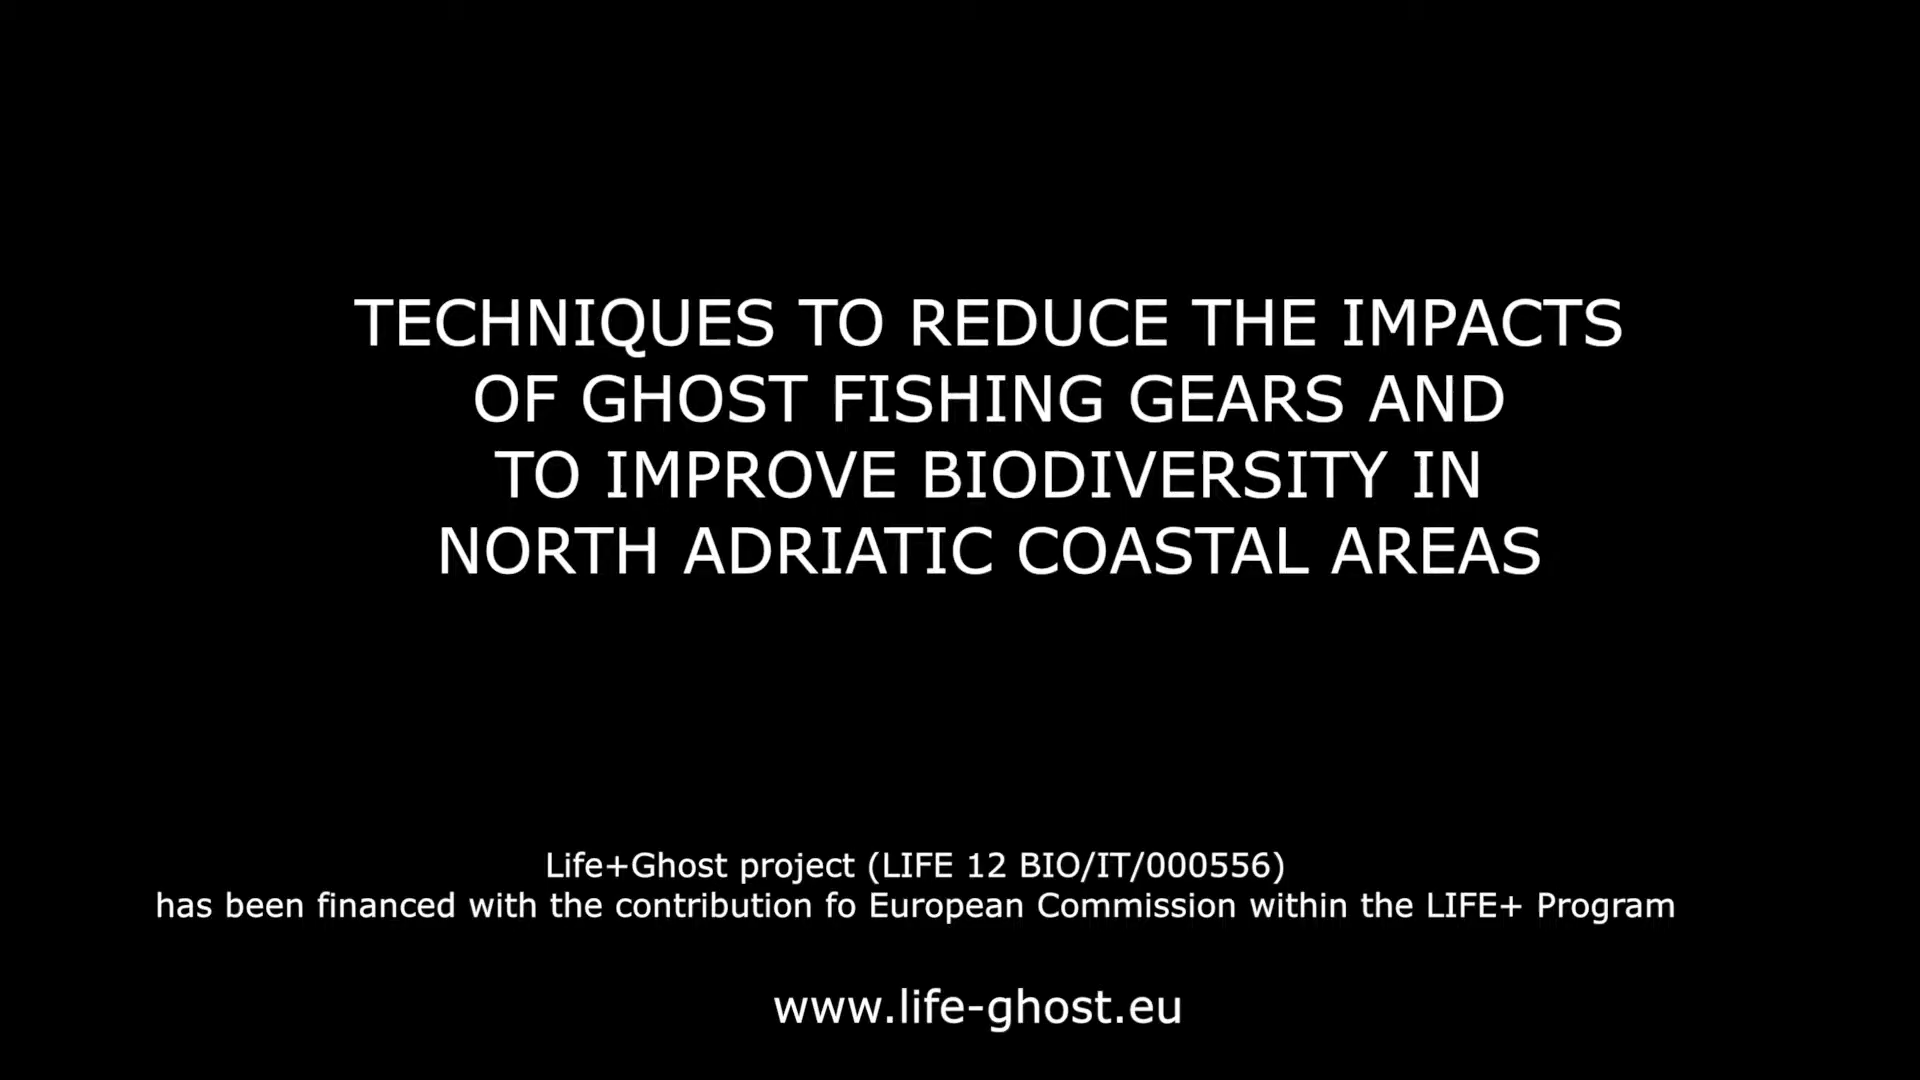 TECHNIQUES TO REDUCE THE IMPACTS
OF GHOST FISHING GEARS AND
TO IMPROVE BIODIVERSITY IN
NORTH ADRIATIC COASTAL AREAS
Life+Ghost project (LIFE 12 BIO/IT/000556)
has been financed with the contribution fo European Commission within the LIFE+ Program
www.life-ghost.eu